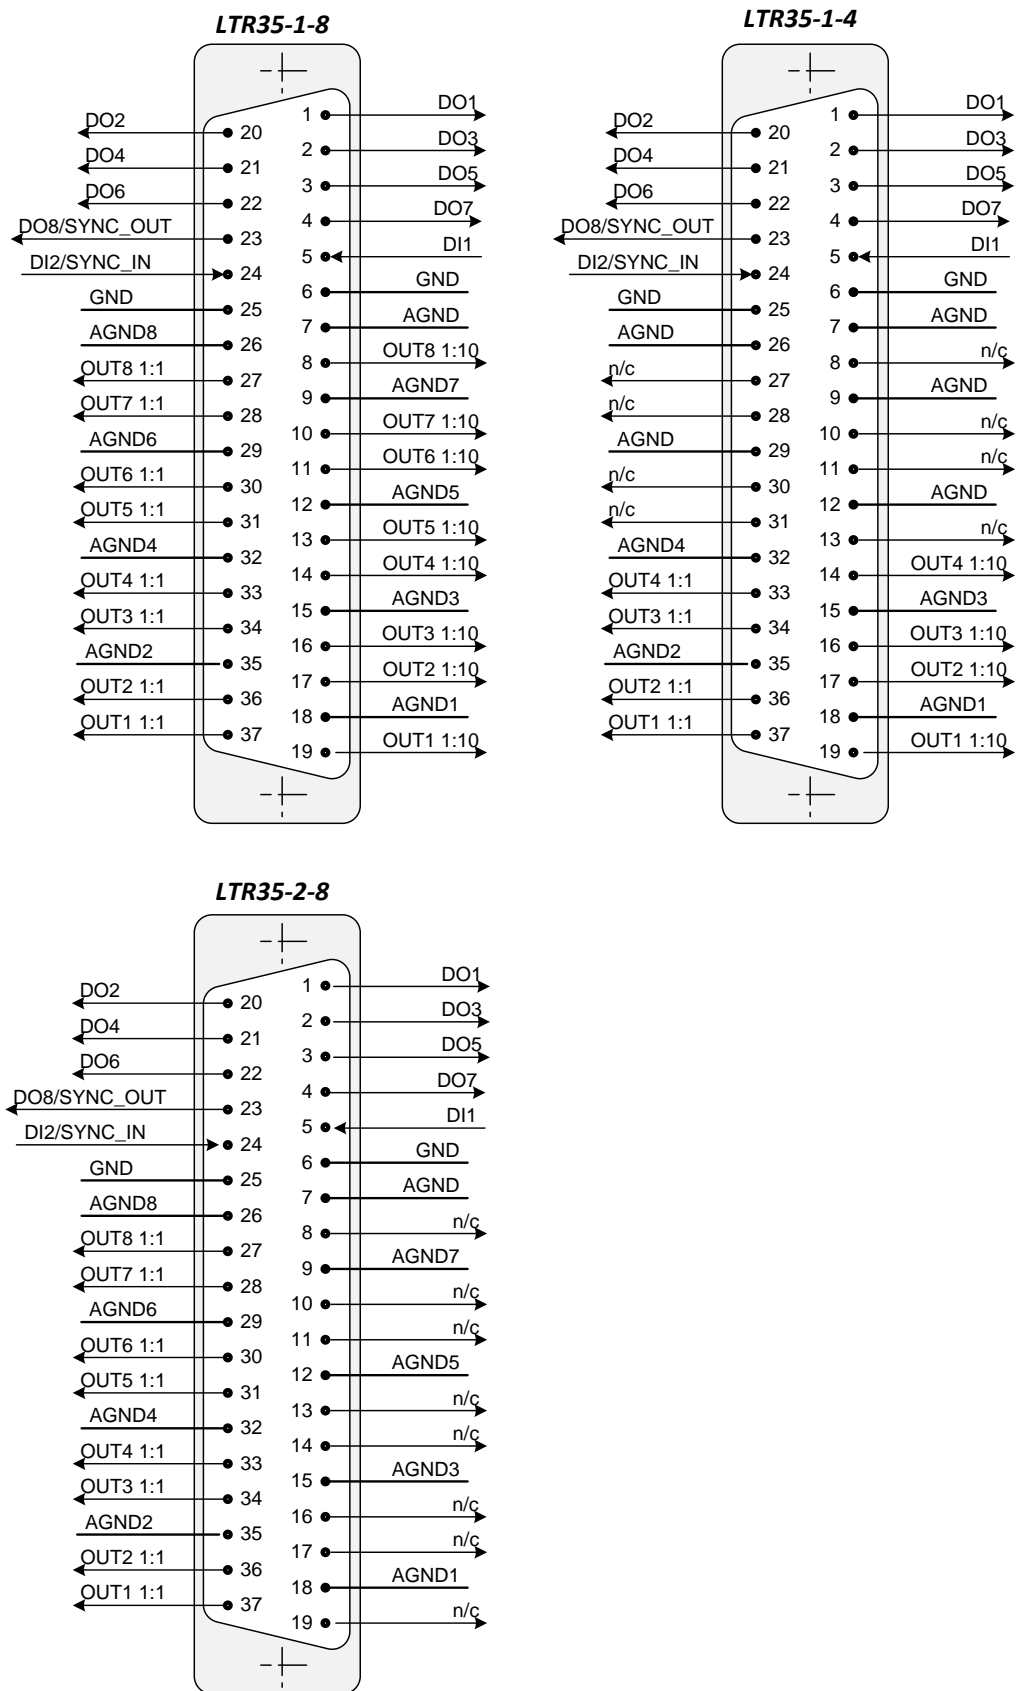 LTR35-1-8
DO2 20 1 DO1
DO4 21 2 DO3
DO6 22 3 DO5
DO8/SYNC_OUT 23 4 DO7
DI2/SYNC_IN 24 5 DI1
GND 25 6 GND
AGND8 26 7 AGND
OUT8 1:1 27 8 OUT8 1:10
OUT7 1:1 28 9 AGND7
AGND6 29 10 OUT7 1:10
OUT6 1:1 30 11 OUT6 1:10
OUT5 1:1 31 12 AGND5
AGND4 32 13 OUT5 1:10
OUT4 1:1 33 14 OUT4 1:10
OUT3 1:1 34 15 AGND3
AGND2 35 16 OUT3 1:10
OUT2 1:1 36 17 OUT2 1:10
OUT1 1:1 37 18 AGND1
19 OUT1 1:10
LTR35-1-4
DO2 20 1 DO1
DO4 21 2 DO3
DO6 22 3 DO5
DO8/SYNC_OUT 23 4 DO7
DI2/SYNC_IN 24 5 DI1
GND 25 6 GND
AGND 26 7 AGND
n/c 27 8 n/c
n/c 28 9 AGND
AGND 29 10 n/c
n/c 30 11 n/c
n/c 31 12 AGND
AGND4 32 13 n/c
OUT4 1:1 33 14 OUT4 1:10
OUT3 1:1 34 15 AGND3
AGND2 35 16 OUT3 1:10
OUT2 1:1 36 17 OUT2 1:10
OUT1 1:1 37 18 AGND1
19 OUT1 1:10
LTR35-2-8
DO2 20 1 DO1
DO4 21 2 DO3
DO6 22 3 DO5
DO8/SYNC_OUT 23 4 DO7
DI2/SYNC_IN 24 5 DI1
GND 25 6 GND
AGND8 26 7 AGND
OUT8 1:1 27 8 n/c
OUT7 1:1 28 9 AGND7
AGND6 29 10 n/c
OUT6 1:1 30 11 n/c
OUT5 1:1 31 12 AGND5
AGND4 32 13 n/c
OUT4 1:1 33 14 n/c
OUT3 1:1 34 15 AGND3
AGND2 35 16 n/c
OUT2 1:1 36 17 n/c
OUT1 1:1 37 18 AGND1
19 n/c